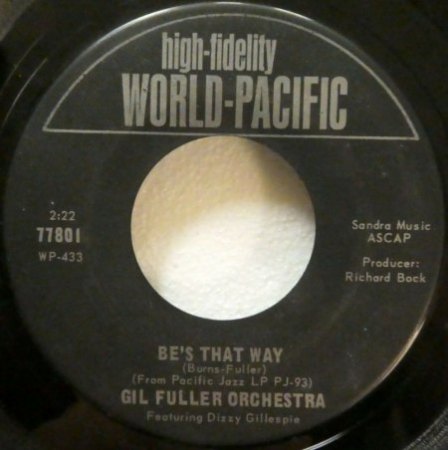 high-fidelity
WORLD-PACIFIC
2:22
77801
WP-433
Sandra Music
ASCAP
Producer:
Richard Bock
BE'S THAT WAY
(Burns-Fuller)
(From Pacific Jazz LP PJ-93)
GIL FULLER ORCHESTRA
Featuring Dizzy Gillespie